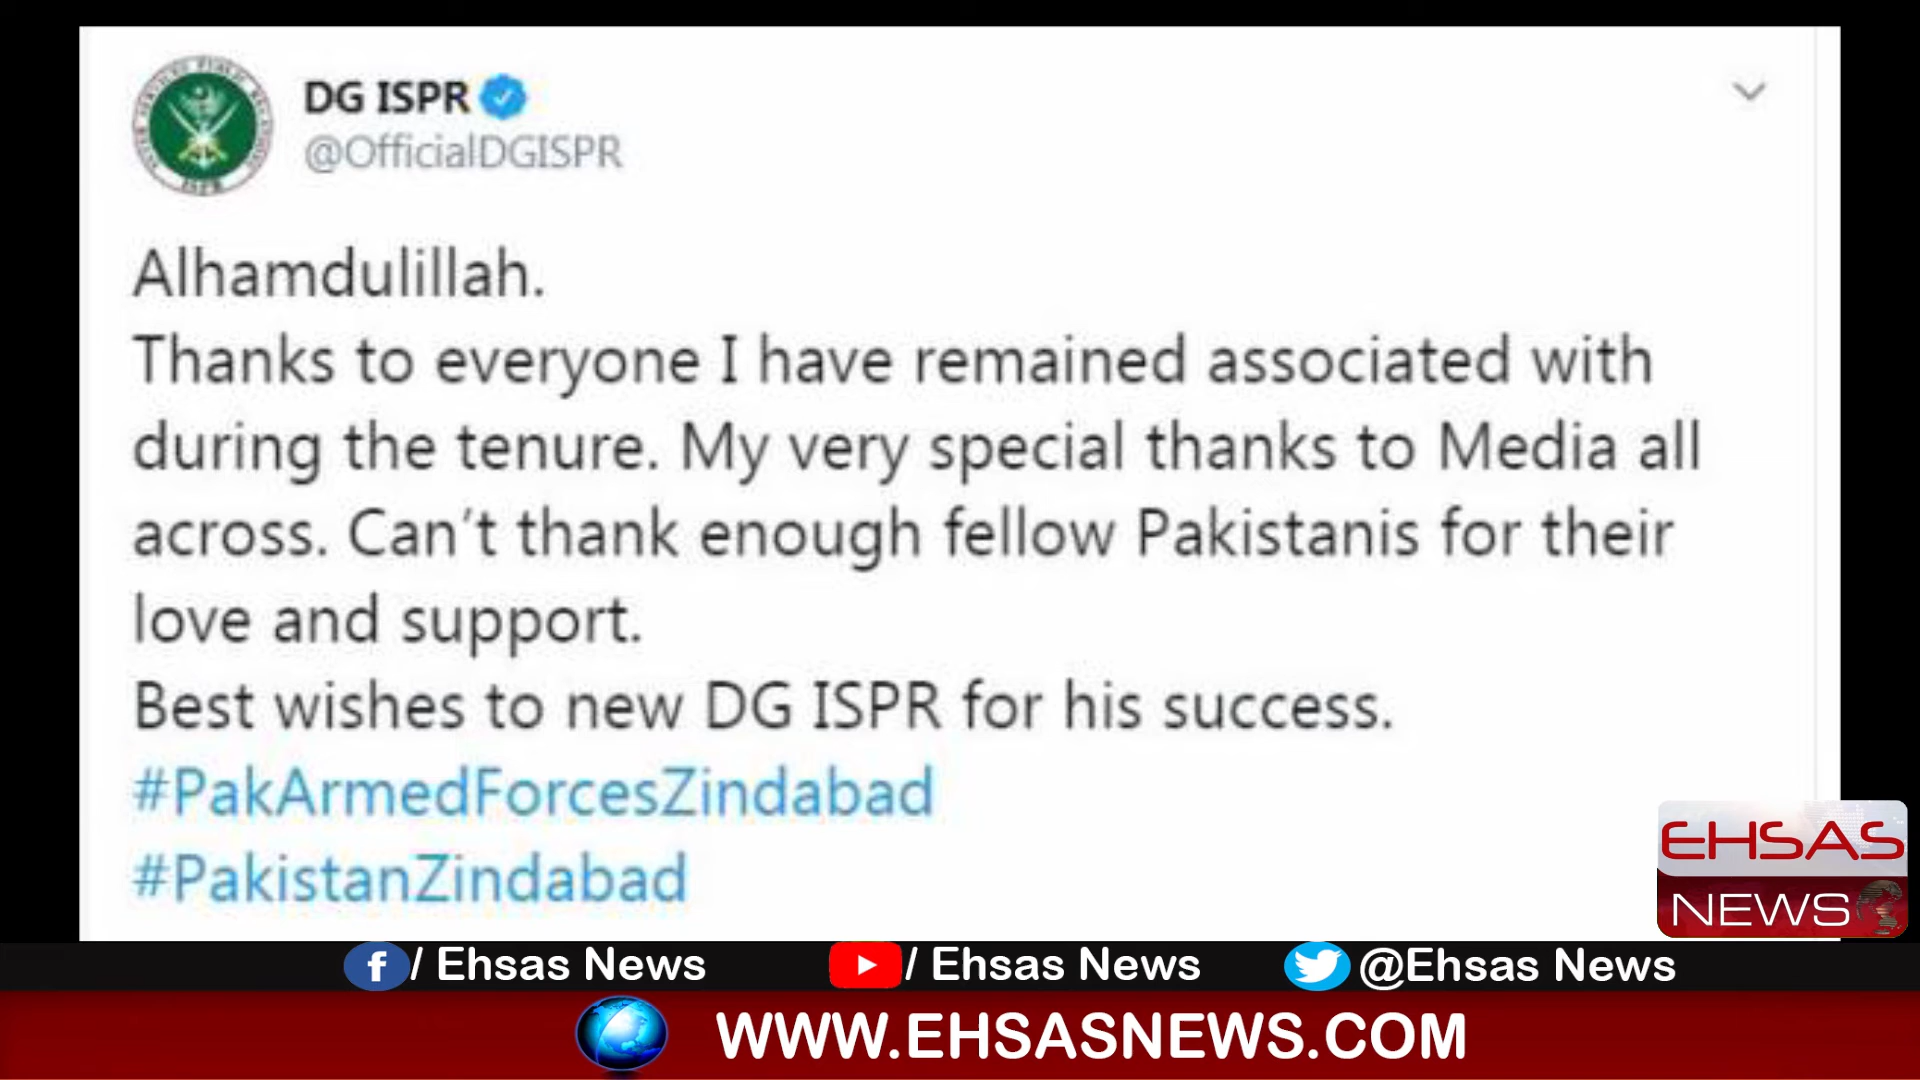 DG ISPR
@OfficialDGISPR
Alhamdulillah.
Thanks to everyone I have remained associated with
during the tenure. My very special thanks to Media all
across. Can't thank enough fellow Pakistanis for their
love and support.
Best wishes to new DG ISPR for his success.
#PakArmedForcesZindabad
#PakistanZindabad
EHSAS
NEWS
f / Ehsas News
/ Ehsas News
@Ehsas News
WWW.EHSASNEWS.COM